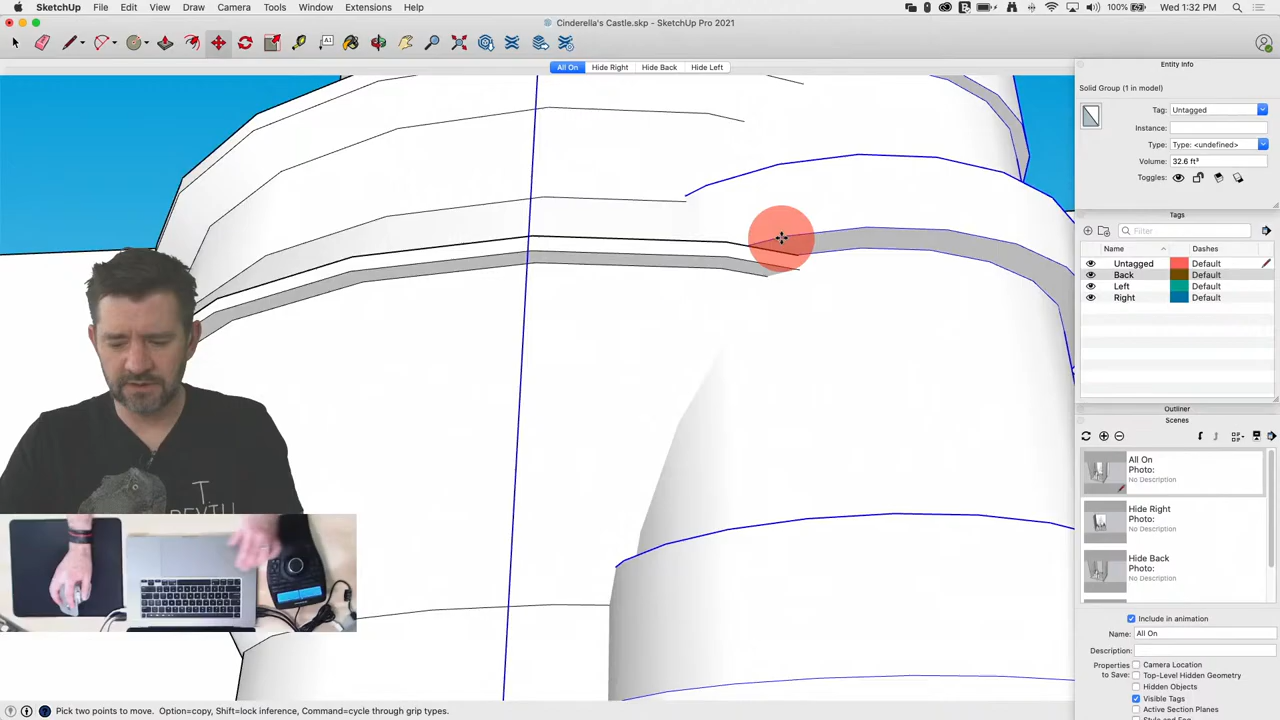 SketchUp File Edit View Draw Camera Tools Window Extensions Help 100% Wed 1:32 PM
Cinderella's Castle.skp - SketchUp Pro 2021
All On Hide Right Hide Back Hide Left
Entity Info
Solid Group (1 in model)
Tag: Untagged
Instance:
Type: Type: <undefined>
Volume: 32.6 ft³
Toggles:
Tags
Filter
Name Dashes
Untagged Default
Back Default
Left Default
Right Default
Outliner
Scenes
All On
Photo:
No Description
Hide Right
Photo:
No Description
Hide Back
Photo:
No Description
Include in animation
Name: All On
Description:
Properties to Save:
Camera Location
Top-Level Hidden Geometry
Hidden Objects
Visible Tags
Active Section Planes
Style and Fog
Pick two points to move. Option=copy, Shift=lock inference, Command=cycle through grip types.